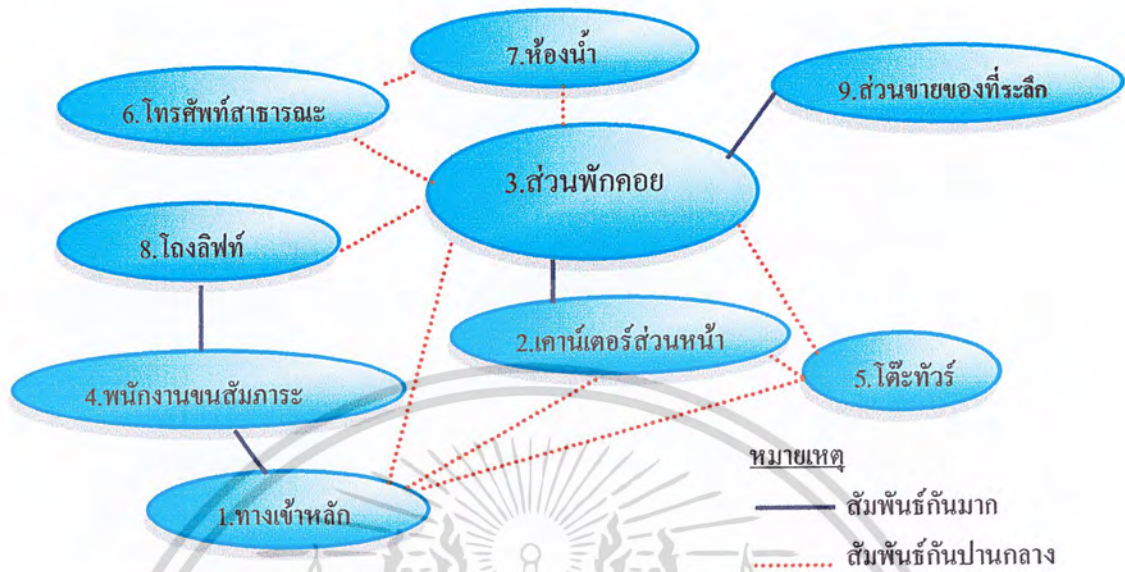 7.ห้องน้ำ
9.ส่วนขายของที่ระลึก
6.โทรศัพท์สาธารณะ
3.ส่วนพักคอย
8.โถงลิฟท์
2.เคาน์เตอร์ส่วนหน้า
5.โต๊ะทัวร์
4.พนักงานขนสัมภาระ
1.ทางเข้าหลัก
หมายเหตุ
สัมพันธ์กันมาก
สัมพันธ์กันปานกลาง